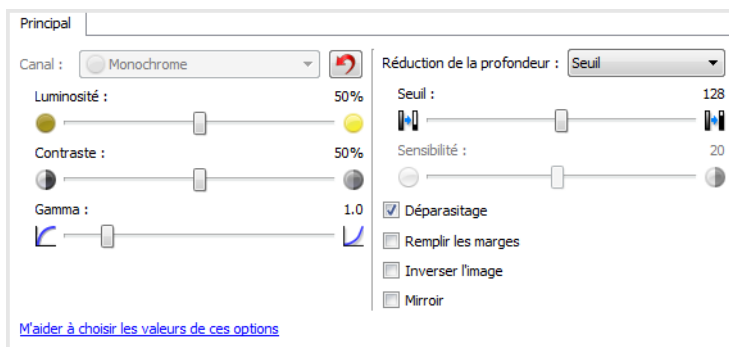 Principal
Canal :
Monochrome
Luminosité :
50%
Contraste :
50%
Gamma :
1.0
Réduction de la profondeur :
Seuil
Seuil :
128
Sensibilité :
20
Déparasitage
Remplir les marges
Inverser l'image
Mirroir
M'aider à choisir les valeurs de ces options